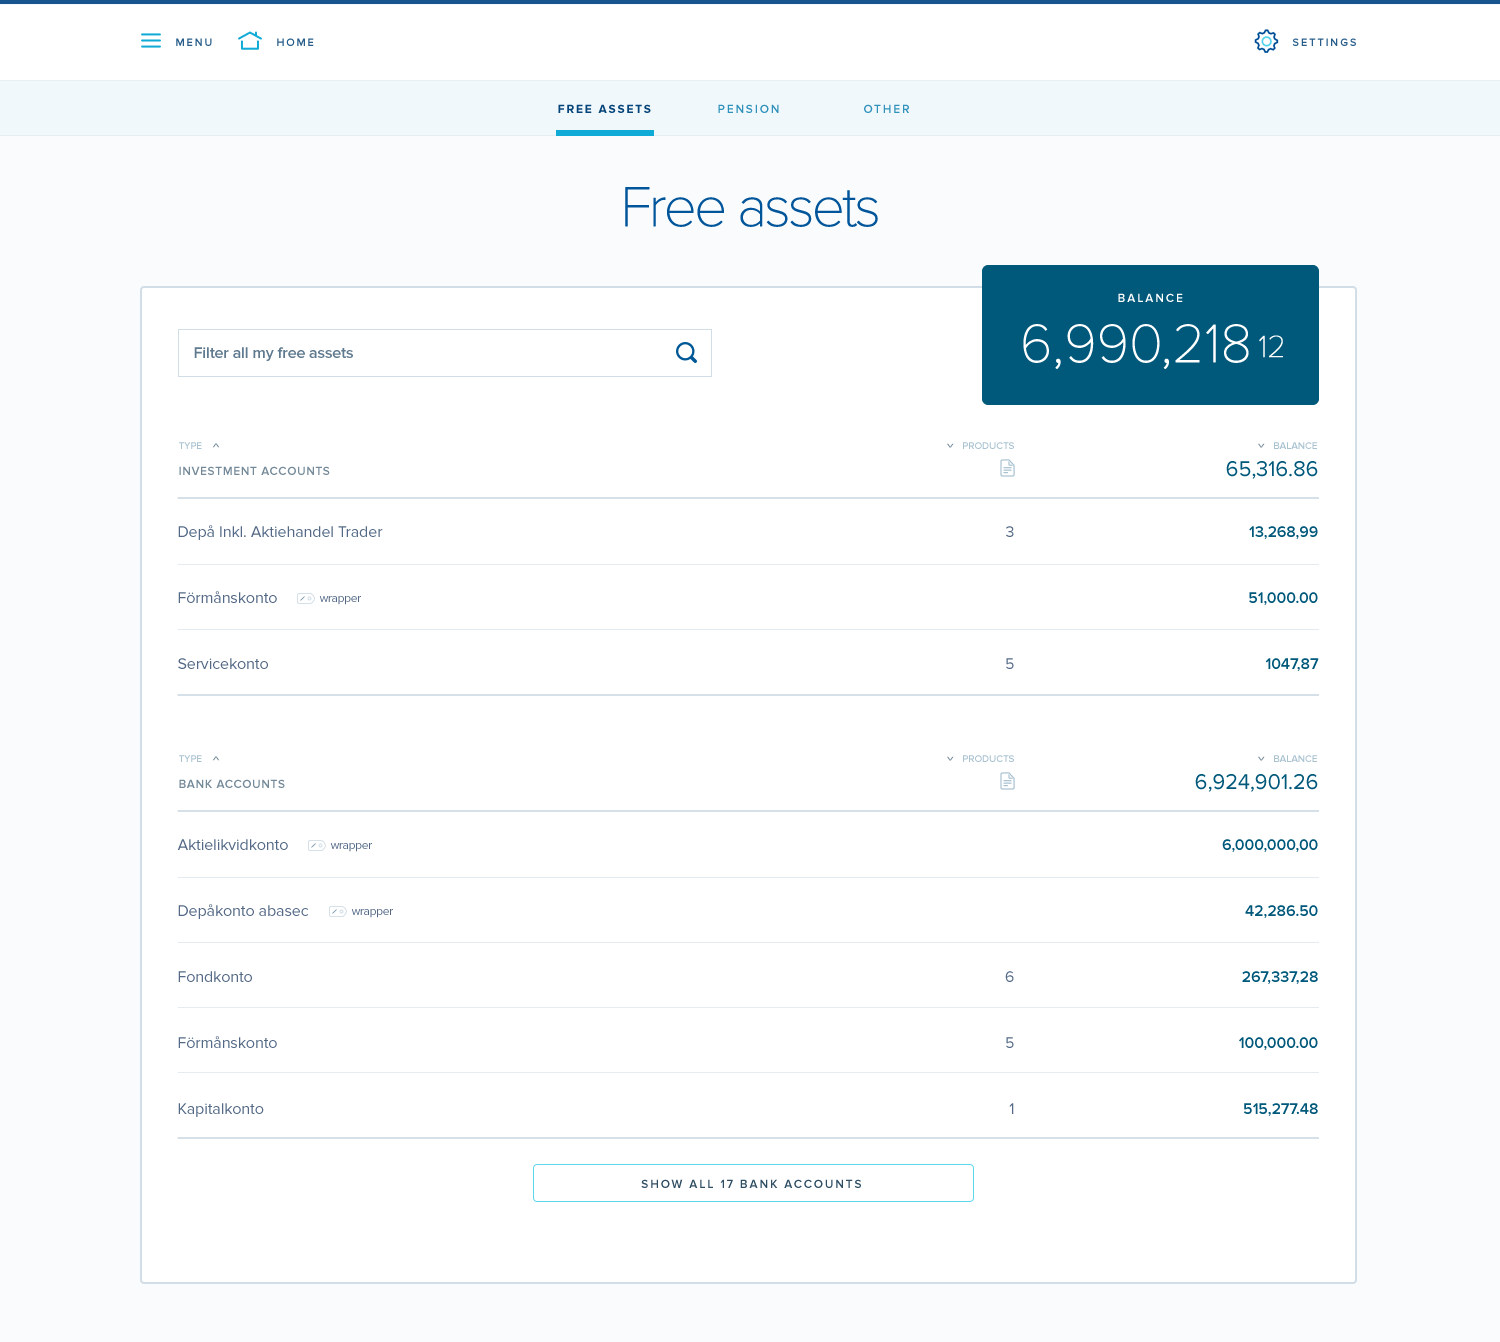 MENU HOME SETTINGS
FREE ASSETS PENSION OTHER
Free assets
BALANCE
6,990,218 12
Filter all my free assets
TYPE PRODUCTS BALANCE
INVESTMENT ACCOUNTS 65,316.86
Depå Inkl. Aktiehandel Trader 3 13,268,99
Förmånskonto wrapper 51,000.00
Servicekonto 5 1047,87
TYPE PRODUCTS BALANCE
BANK ACCOUNTS 6,924,901.26
Aktielikvidkonto wrapper 6,000,000,00
Depåkonto abasec wrapper 42,286.50
Fondkonto 6 267,337,28
Förmånskonto 5 100,000.00
Kapitalkonto 1 515,277.48
SHOW ALL 17 BANK ACCOUNTS